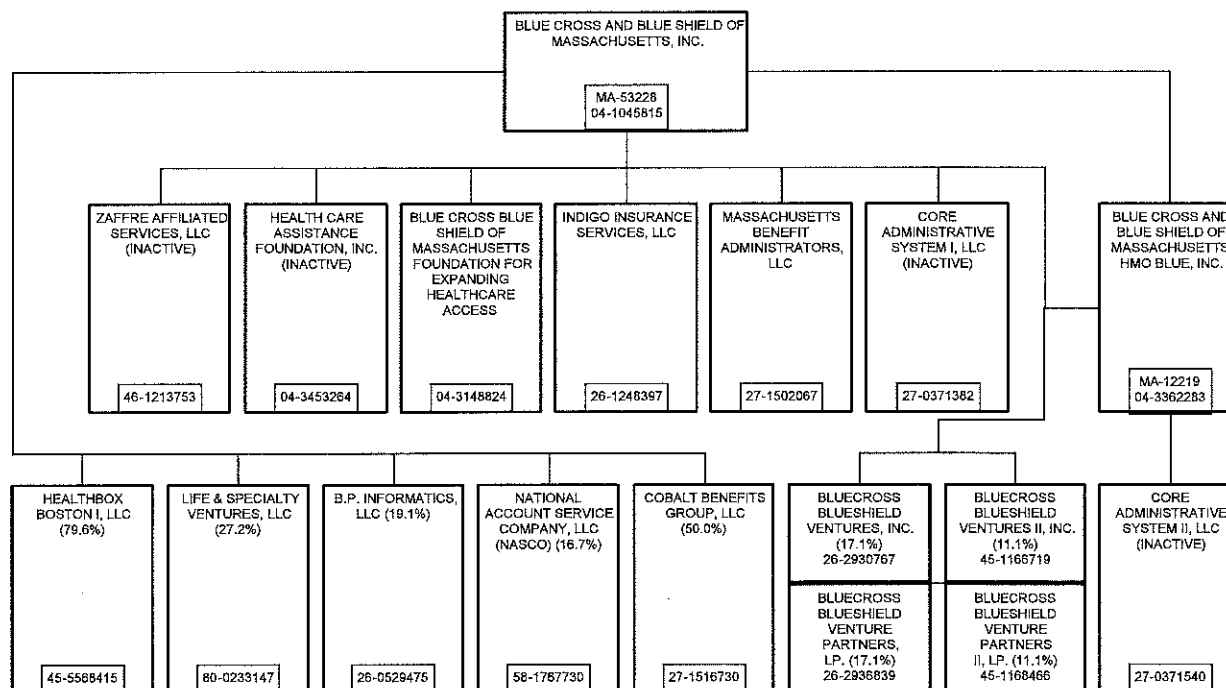 BLUE CROSS AND BLUE SHIELD OF
MASSACHUSETTS, INC.
MA-53228
04-1045815
ZAFFRE AFFILIATED
SERVICES, LLC
(INACTIVE)
46-1213753
HEALTH CARE
ASSISTANCE
FOUNDATION, INC.
(INACTIVE)
04-3453264
BLUE CROSS BLUE
SHIELD OF
MASSACHUSETTS
FOUNDATION FOR
EXPANDING
HEALTHCARE
ACCESS
04-3148824
INDIGO INSURANCE
SERVICES, LLC
26-1248397
MASSACHUSETTS
BENEFIT
ADMINISTRATORS,
LLC
27-1502067
CORE
ADMINISTRATIVE
SYSTEM I, LLC
(INACTIVE)
27-0371382
BLUE CROSS AND
BLUE SHIELD OF
MASSACHUSETTS
HMO BLUE, INC.
MA-12219
04-3362283
HEALTHBOX
BOSTON I, LLC
(79.6%)
45-5568415
LIFE & SPECIALTY
VENTURES, LLC
(27.2%)
80-0233147
B.P. INFORMATICS,
LLC (19.1%)
26-0529475
NATIONAL
ACCOUNT SERVICE
COMPANY, LLC
(NASCO) (16.7%)
58-1767730
COBALT BENEFITS
GROUP, LLC
(50.0%)
27-1516730
BLUECROSS
BLUESHIELD
VENTURES, INC.
(17.1%)
26-2930767
BLUECROSS
BLUESHIELD
VENTURE
PARTNERS,
LP. (17.1%)
26-2936839
BLUECROSS
BLUESHIELD
VENTURES II, INC.
(11.1%)
45-1166719
BLUECROSS
BLUESHIELD
VENTURE
PARTNERS
II, LP. (11.1%)
45-1168466
CORE
ADMINISTRATIVE
SYSTEM II, LLC
(INACTIVE)
27-0371540